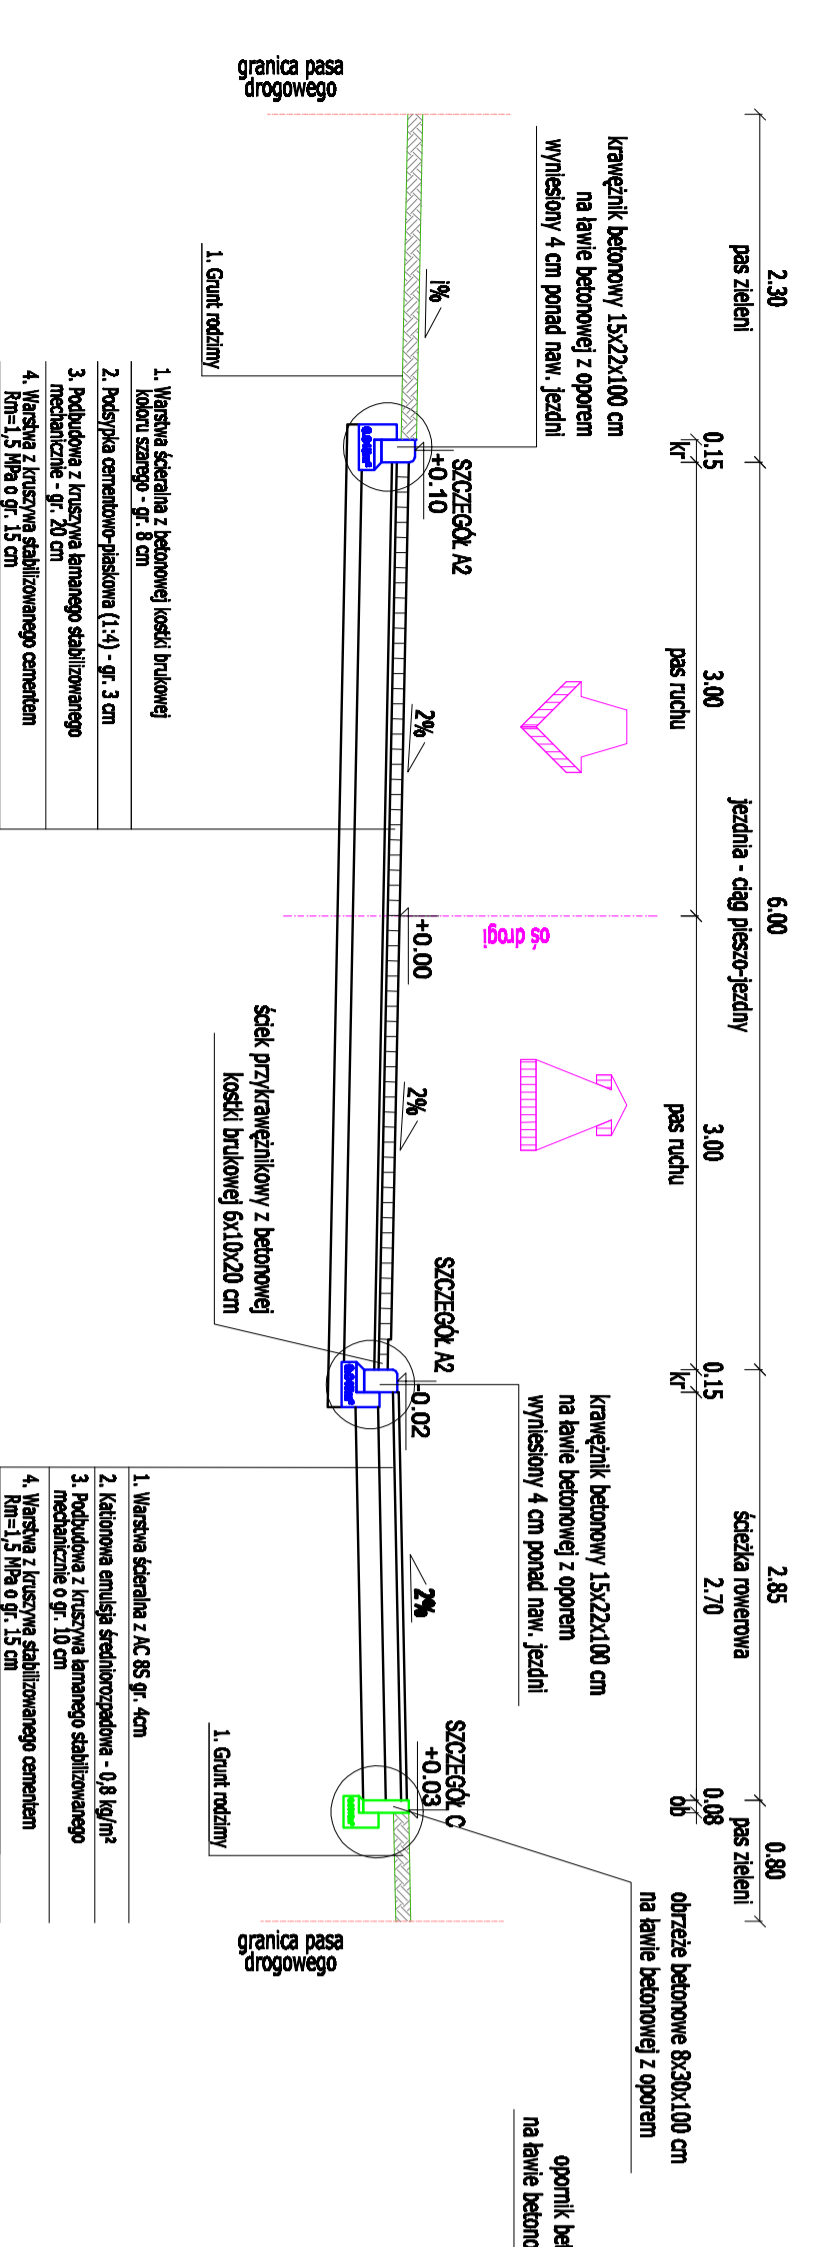 granica pasa
drogowego
2.30
pas zieleni
krawężnik betonowy 15x22x100 cm
na ławie betonowej z oporem
wyniesiony 4 cm ponad naw. jezdni
i%
1. Grunt rodzimy
0.15
kr
SZCZEGÓŁ A2
+0.10
6.00
jezdnia - ciąg pieszo-jezdny
3.00
pas ruchu
2%
1. Warstwa ścieralna z betonowej kostki brukowej
koloru szarego - gr. 8 cm
2. Podsypka cementowo-piaskowa (1:4) - gr. 3 cm
3. Podbudowa z kruszywa łamanego stabilizowanego
mechanicznie - gr. 20 cm
4. Warstwa z kruszywa stabilizowanego cementem
Rm=1,5 MPa o gr. 15 cm
oś drogi
+0.00
3.00
pas ruchu
2%
ściek przykrawężnikowy z betonowej
kostki brukowej 6x10x20 cm
SZCZEGÓŁ A2
-0.02
0.15
kr
krawężnik betonowy 15x22x100 cm
na ławie betonowej z oporem
wyniesiony 4 cm ponad naw. jezdni
2.85
ścieżka rowerowa
2.70
2%
1. Warstwa ścieralna z AC 8S gr. 4cm
2. Kationowa emulsja średniorozpadowa - 0,8 kg/m²
3. Podbudowa z kruszywa łamanego stabilizowanego
mechanicznie o gr. 10 cm
4. Warstwa z kruszywa stabilizowanego cementem
Rm=1,5 MPa o gr. 15 cm
SZCZEGÓŁ C
+0.03
0.08
ob
0.80
pas zieleni
1. Grunt rodzimy
obrzeże betonowe 8x30x100 cm
na ławie betonowej z oporem
granica pasa
drogowego
opornik
na ławie